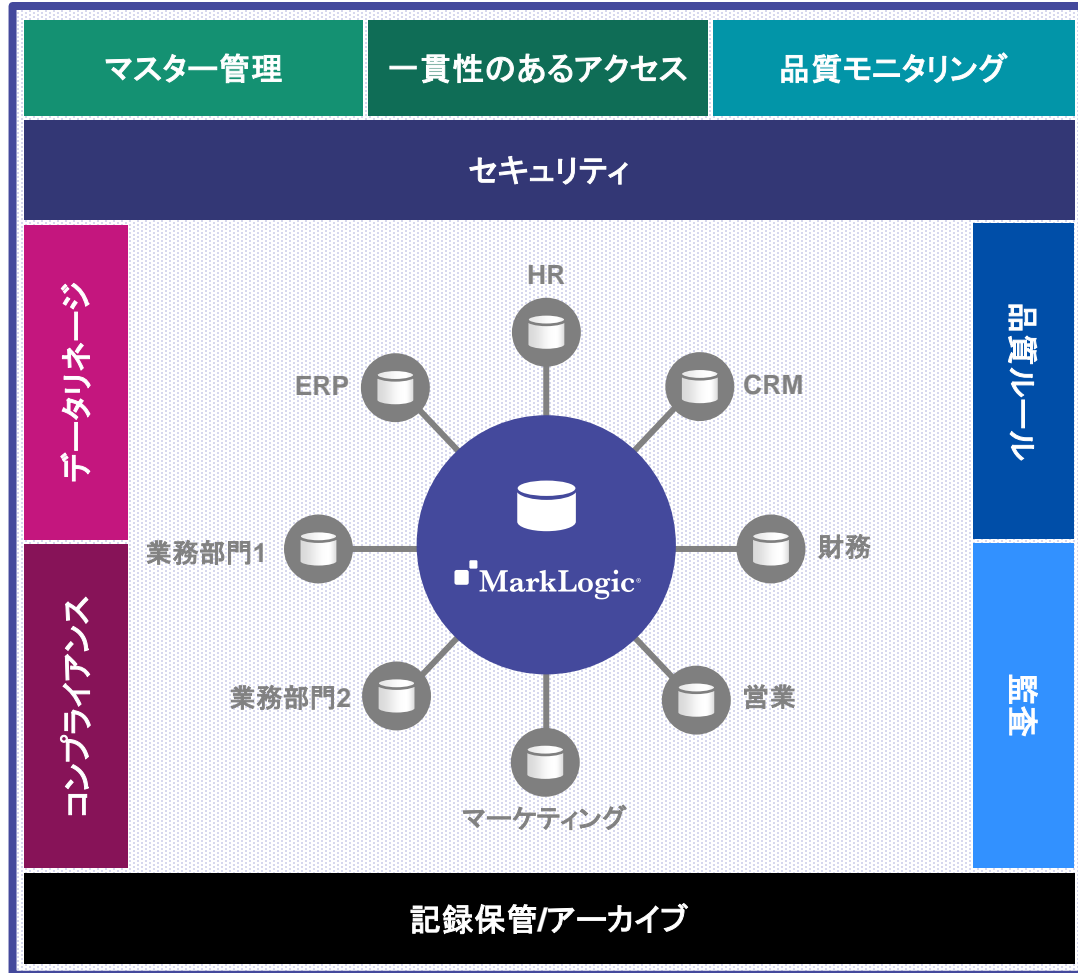 マスター管理
一貫性のあるアクセス
品質モニタリング
セキュリティ
データリネージ
HR
ERP
CRM
品質ルール
業務部門1
財務
MarkLogic®
コンプライアンス
業務部門2
営業
監査
マーケティング
記録保管/アーカイブ